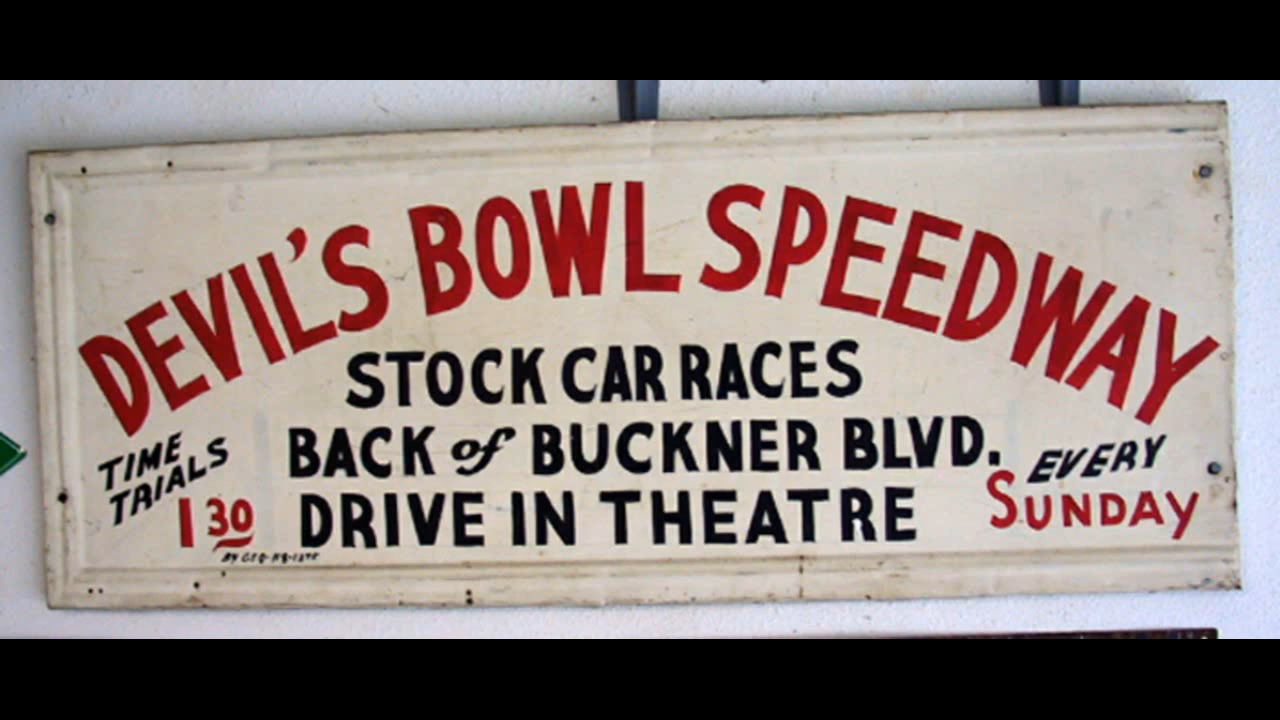 DEVIL'S BOWL SPEEDWAY
STOCK CAR RACES
BACK of BUCKNER BLVD.
DRIVE IN THEATRE
TIME
TRIALS
1 30
EVERY
SUNDAY
BY